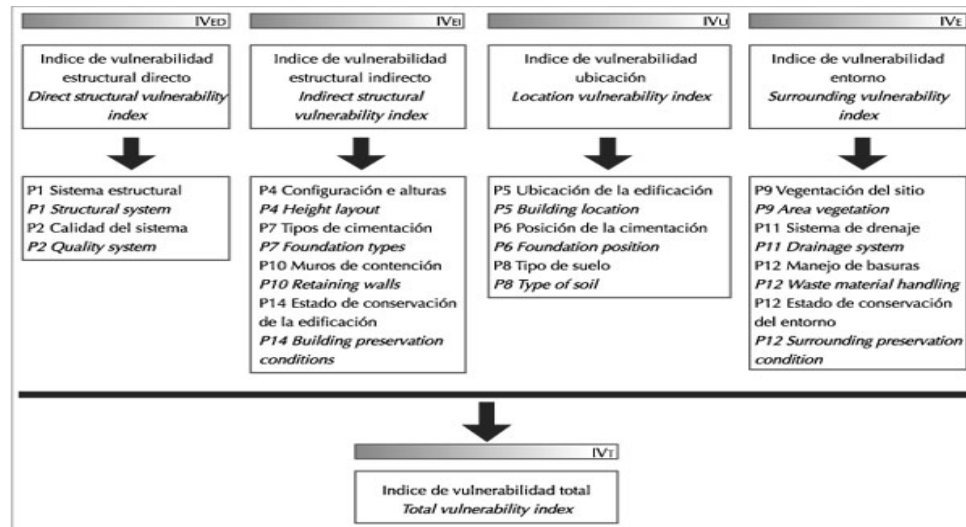 IVED
Indice de vulnerabilidad
estructural directo
Direct structural vulnerability
index
P1 Sistema estructural
P1 Structural system
P2 Calidad del sistema
P2 Quality system
IVEI
Indice de vulnerabilidad
estructural indirecto
Indirect structural
vulnerability index
P4 Configuración e alturas
P4 Height layout
P7 Tipos de cimentación
P7 Foundation types
P10 Muros de contención
P10 Retaining walls
P14 Estado de conservación
de la edificación
P14 Building preservation
conditions
IVU
Indice de vulnerabilidad
ubicación
Location vulnerability index
P5 Ubicación de la edificación
P5 Building location
P6 Posición de la cimentación
P6 Foundation position
P8 Tipo de suelo
P8 Type of soil
IVE
Indice de vulnerabilidad
entorno
Surrounding vulnerability
index
P9 Vegentación del sitio
P9 Area vegetation
P11 Sistema de drenaje
P11 Drainage system
P12 Manejo de basuras
P12 Waste material handling
P12 Estado de conservación
del entorno
P12 Surrounding preservation
condition
IVT
Indice de vulnerabilidad total
Total vulnerability index